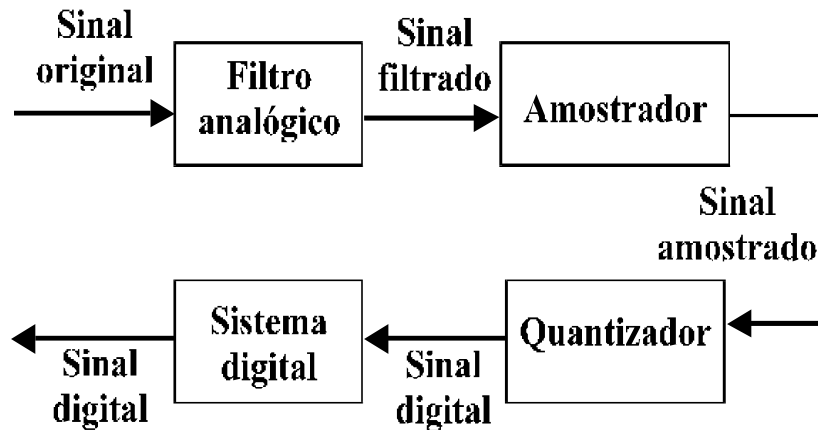 Sinal
original
Filtro
analógico
Sinal
filtrado
Amostrador
Sinal
amostrado
Quantizador
Sinal
digital
Sistema
digital
Sinal
digital